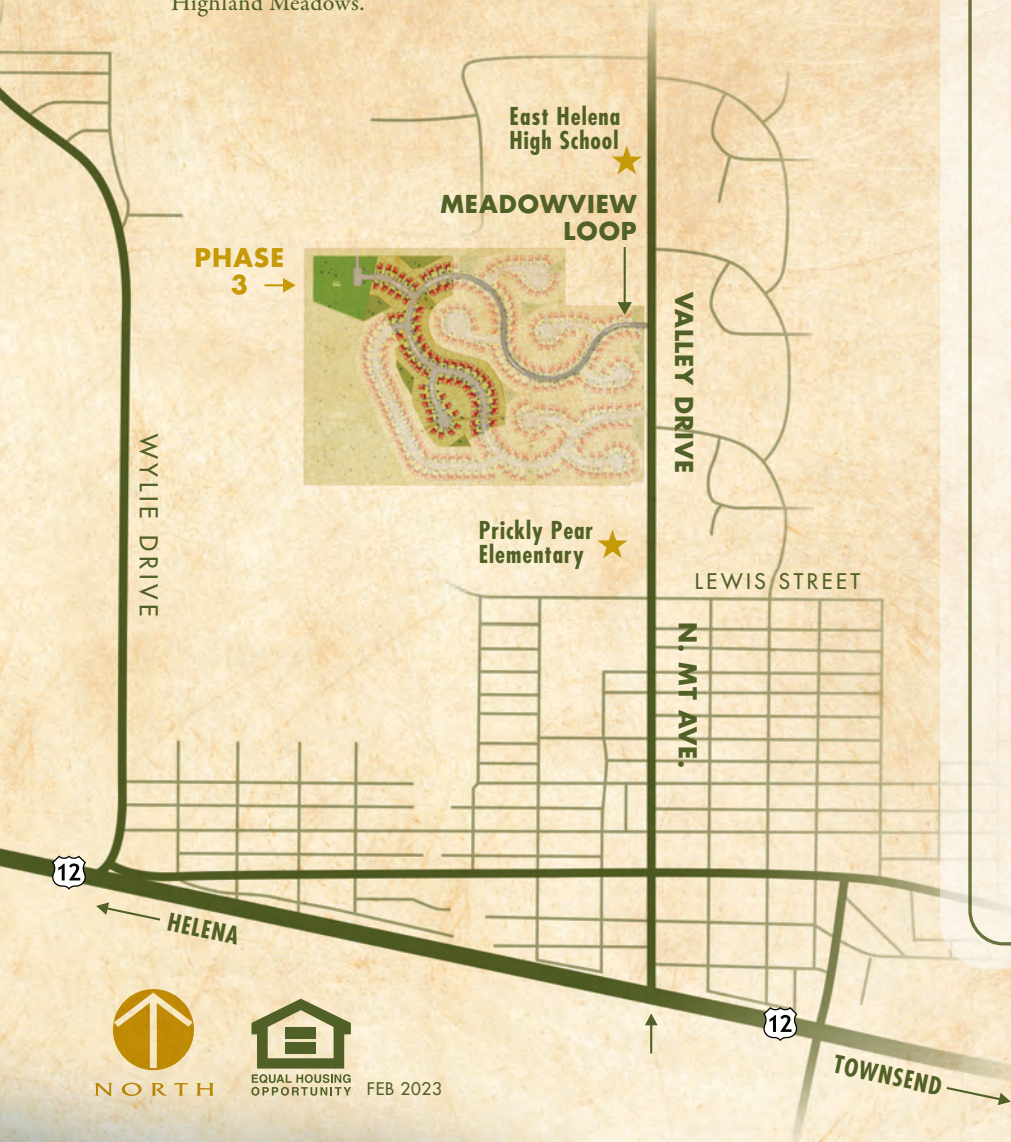 Highland Meadows.
East Helena
High School
MEADOWVIEW
LOOP
PHASE
3
VALLEY DRIVE
WYLIE DRIVE
Prickly Pear
Elementary
LEWIS STREET
N. MT AVE.
12
HELENA
12
TOWNSEND
NORTH
EQUAL HOUSING
OPPORTUNITY
FEB 2023